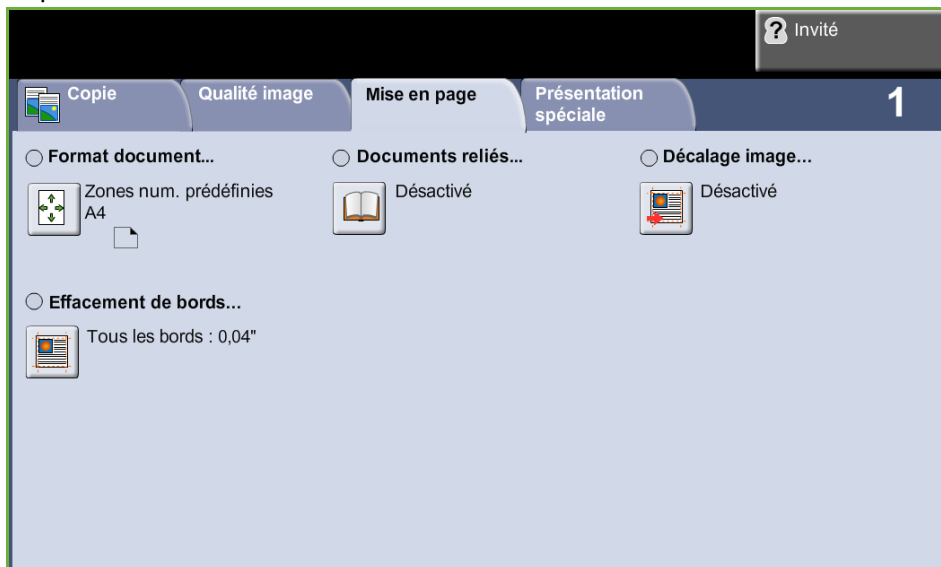 Invité
Copie
Qualité image
Mise en page
Présentation
spéciale
1
Format document...
Documents reliés...
Décalage image...
Zones num. prédéfinies
A4
Désactivé
Désactivé
Effacement de bords...
Tous les bords : 0,04"